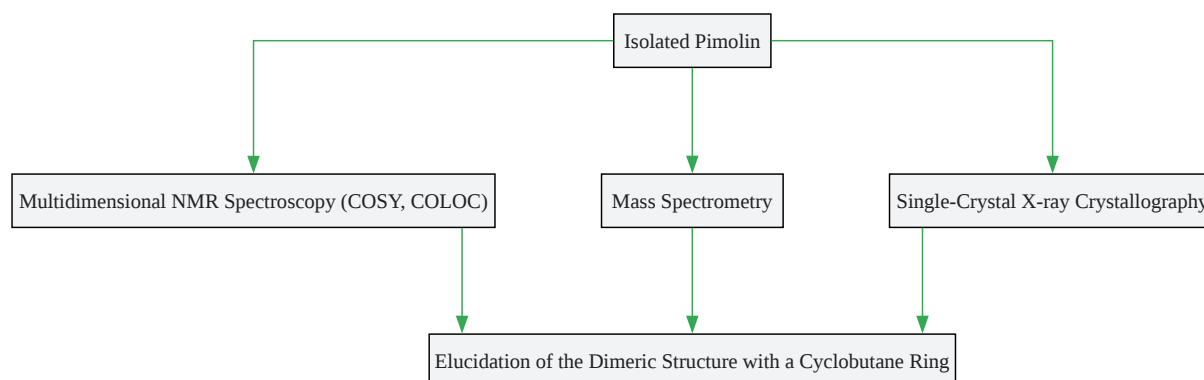 Isolated Pimolin
Multidimensional NMR Spectroscopy (COSY, COLOC)
Mass Spectrometry
Single-Crystal X-ray Crystallography
Elucidation of the Dimeric Structure with a Cyclobutane Ring